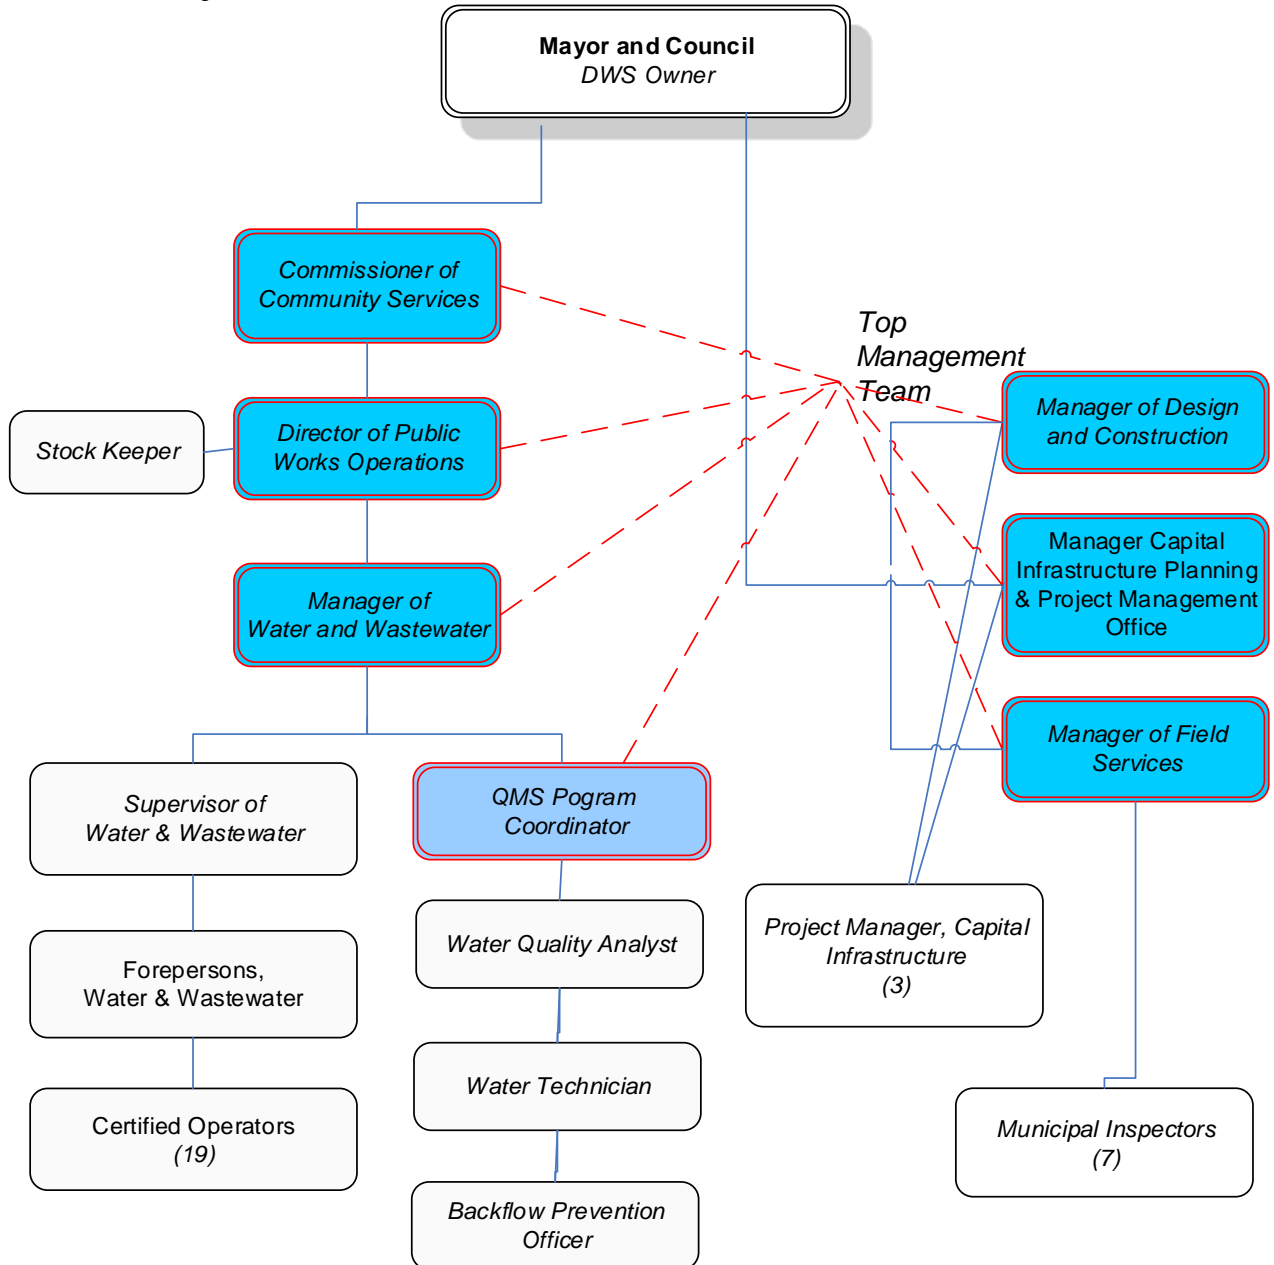 Mayor and Council
DWS Owner
Commissioner of
Community Services
Top
Management
Team
Manager of Design
and Construction
Director of Public
Works Operations
Stock Keeper
Manager Capital
Infrastructure Planning
& Project Management
Office
Manager of
Water and Wastewater
Manager of Field
Services
Supervisor of
Water & Wastewater
QMS Pogram
Coordinator
Water Quality Analyst
Project Manager, Capital
Infrastructure
(3)
Forepersons,
Water & Wastewater
Water Technician
Certified Operators
(19)
Municipal Inspectors
(7)
Backflow Prevention
Officer